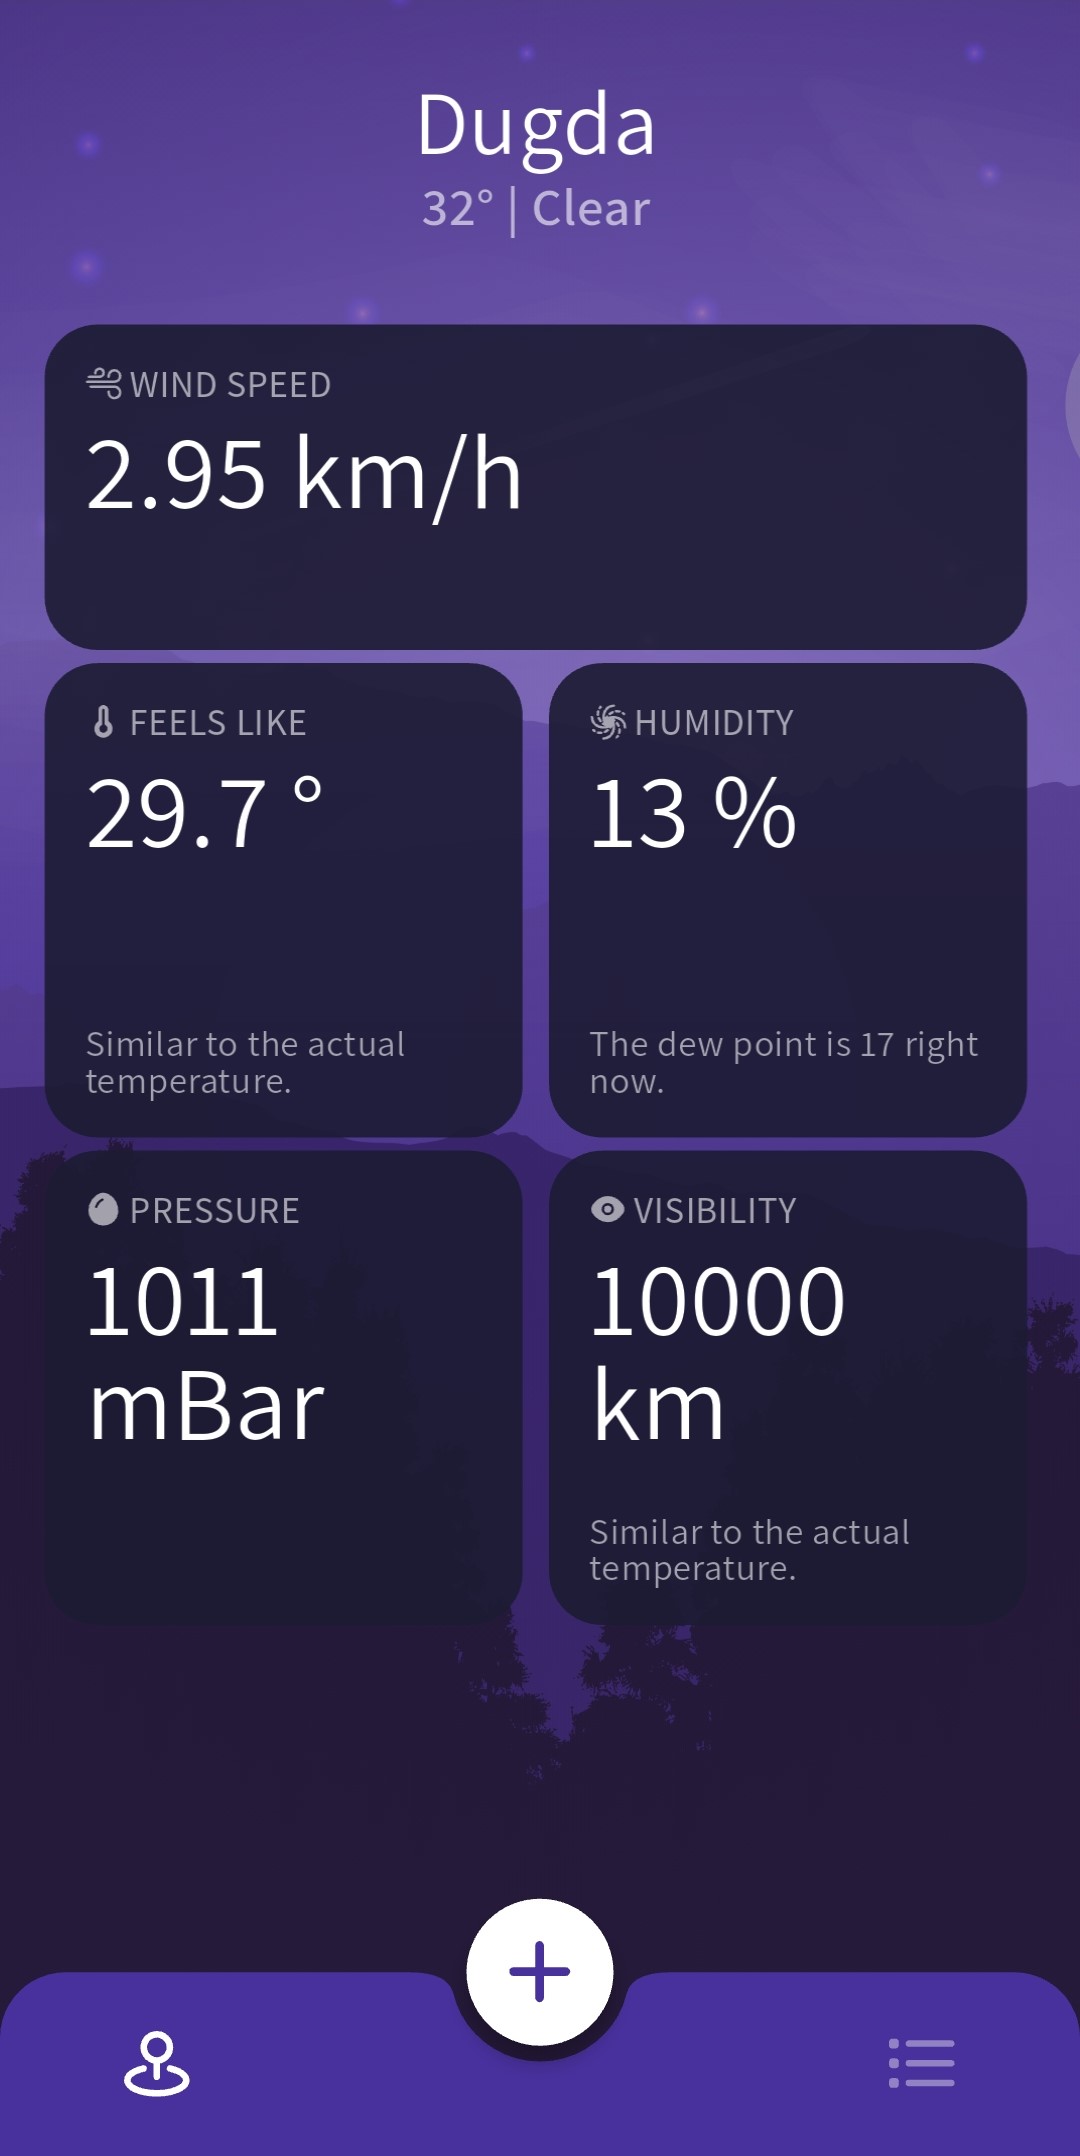 Dugda
32° | Clear
WIND SPEED
2.95 km/h
FEELS LIKE
29.7 °
Similar to the actual
temperature.
HUMIDITY
13 %
The dew point is 17 right
now.
PRESSURE
1011
mBar
VISIBILITY
10000
km
Similar to the actual
temperature.